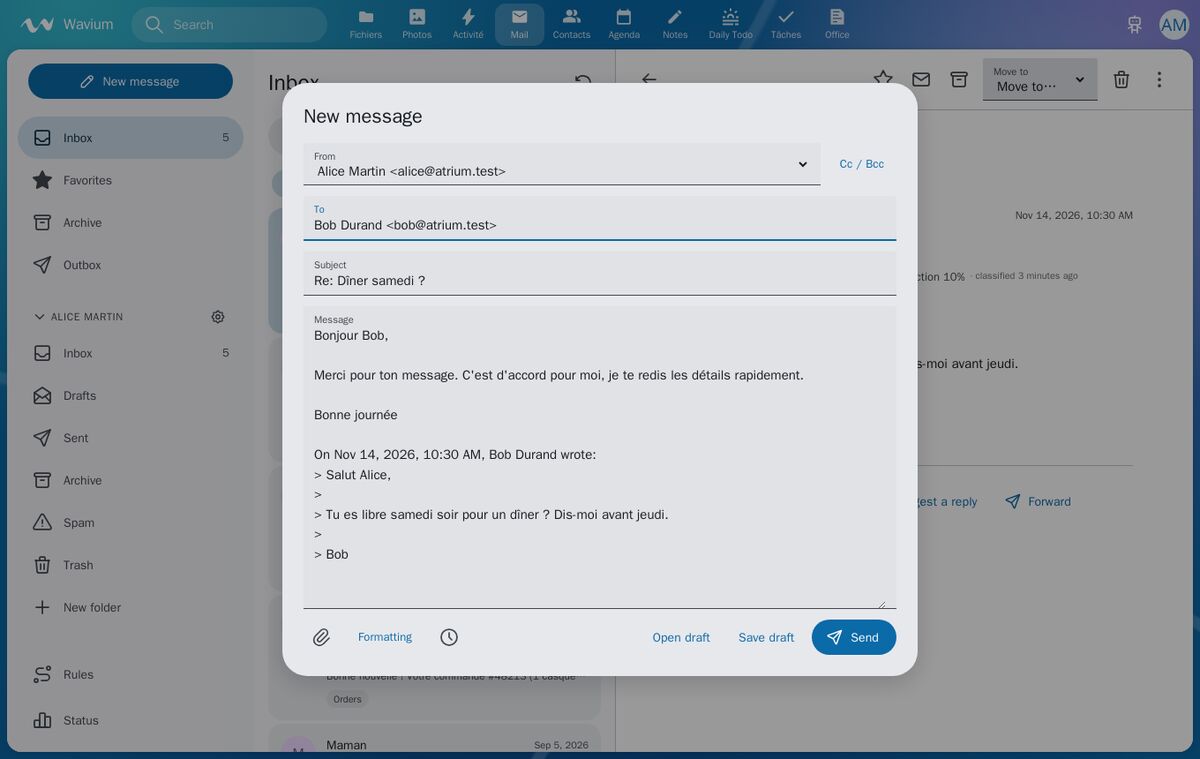 Wavium
Search
Fichiers
Photos
Activité
Mail
Contacts
Agenda
Notes
Daily Todo
Tâches
Office
AM
New message
Inbox 5
Favorites
Archive
Outbox
ALICE MARTIN
Inbox 5
Drafts
Sent
Archive
Spam
Trash
New folder
Rules
Status
Inbox
Move to
Move to…
Nov 14, 2026, 10:30 AM
10% · classified 3 minutes ago
avant jeudi.
reply
Forward
New message
From
Alice Martin <alice@atrium.test>
Cc / Bcc
To
Bob Durand <bob@atrium.test>
Subject
Re: Dîner samedi ?
Message
Bonjour Bob,
Merci pour ton message. C'est d'accord pour moi, je te redis les détails rapidement.
Bonne journée
On Nov 14, 2026, 10:30 AM, Bob Durand wrote:
> Salut Alice,
>
> Tu es libre samedi soir pour un dîner ? Dis-moi avant jeudi.
>
> Bob
Formatting
Open draft
Save draft
Send
Orders
Maman
Sep 5, 2026